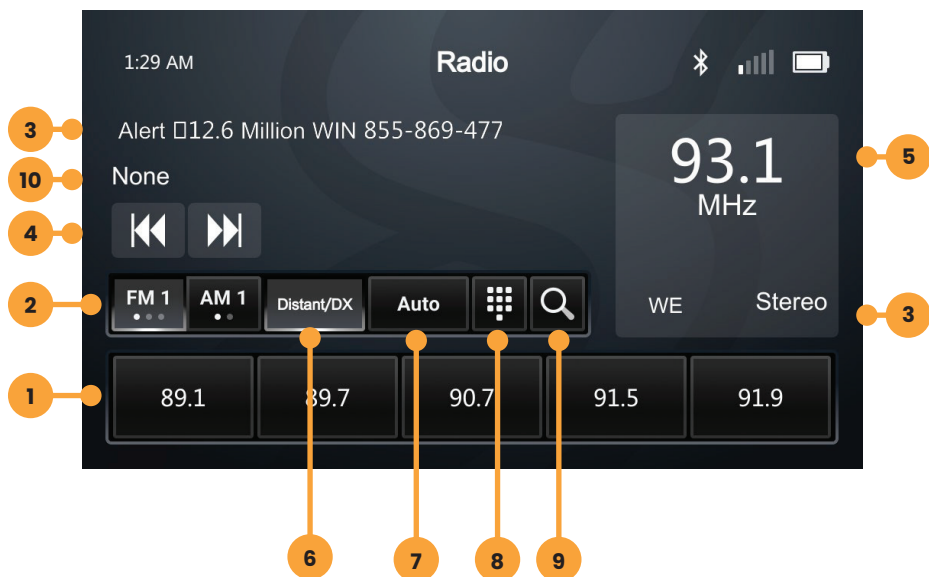 1:29 AM Radio
3 Alert 12.6 Million WIN 855-869-477
93.1 5
10 None
MHz
4
2 FM 1 AM 1 Distant/DX Auto
WE Stereo 3
1 89.1 89.7 90.7 91.5 91.9
6 7 8 9